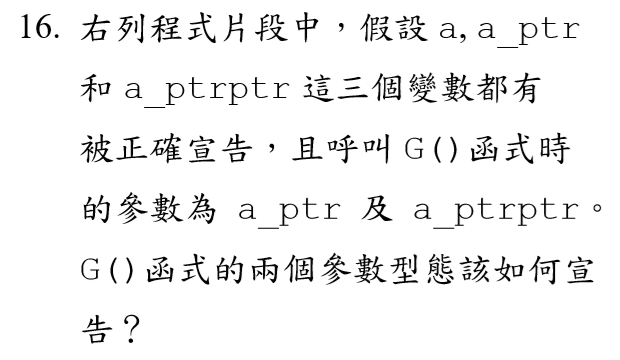 16. 右列程式片段中，假設 a, a_ptr
和 a_ptrptr 這三個變數都有
被正確宣告，且呼叫 G()函式時
的參數為 a_ptr 及 a_ptrptr。
G()函式的兩個參數型態該如何宣
告？